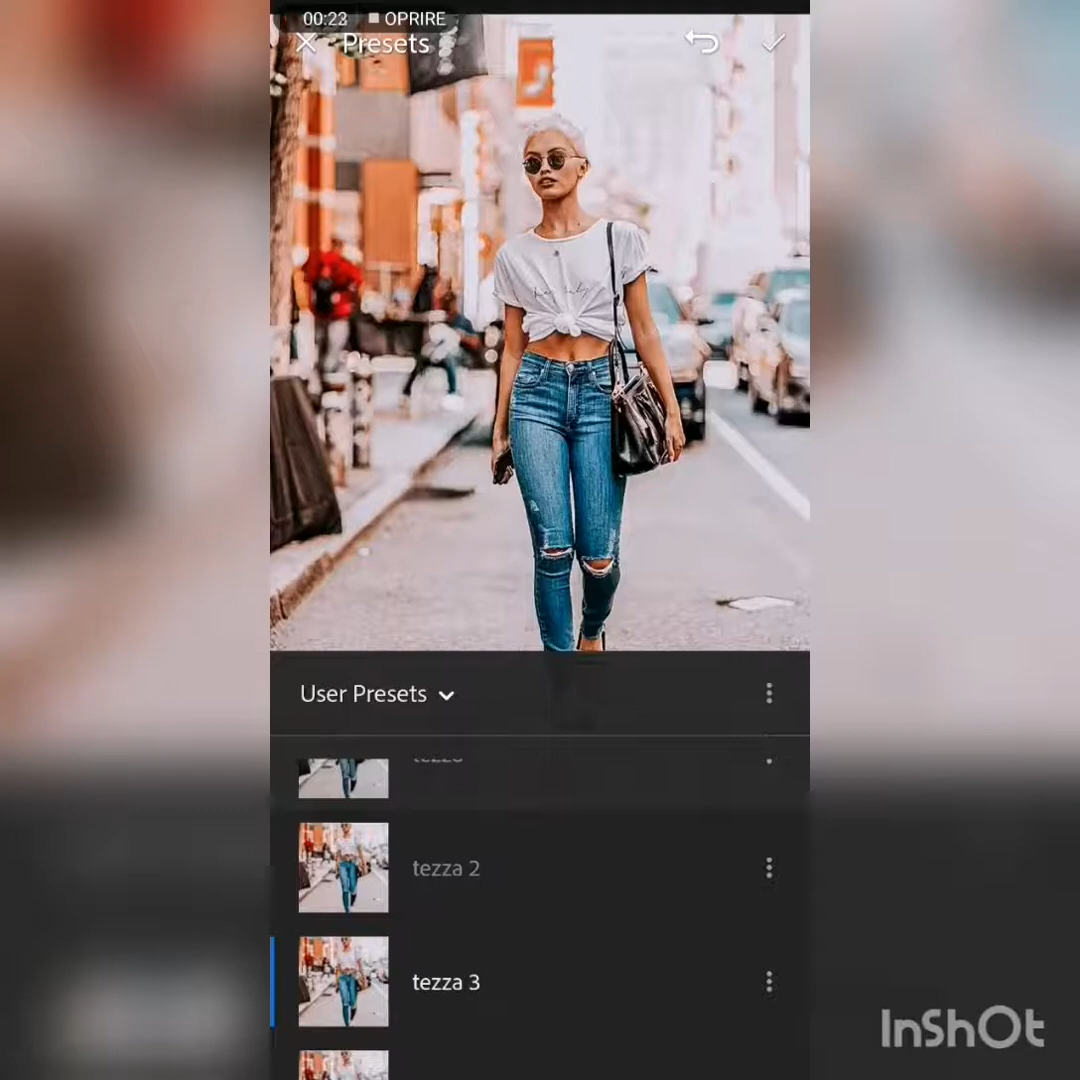 00:23 OPRIRE
Presets
User Presets
tezza 2
tezza 3
InShOt